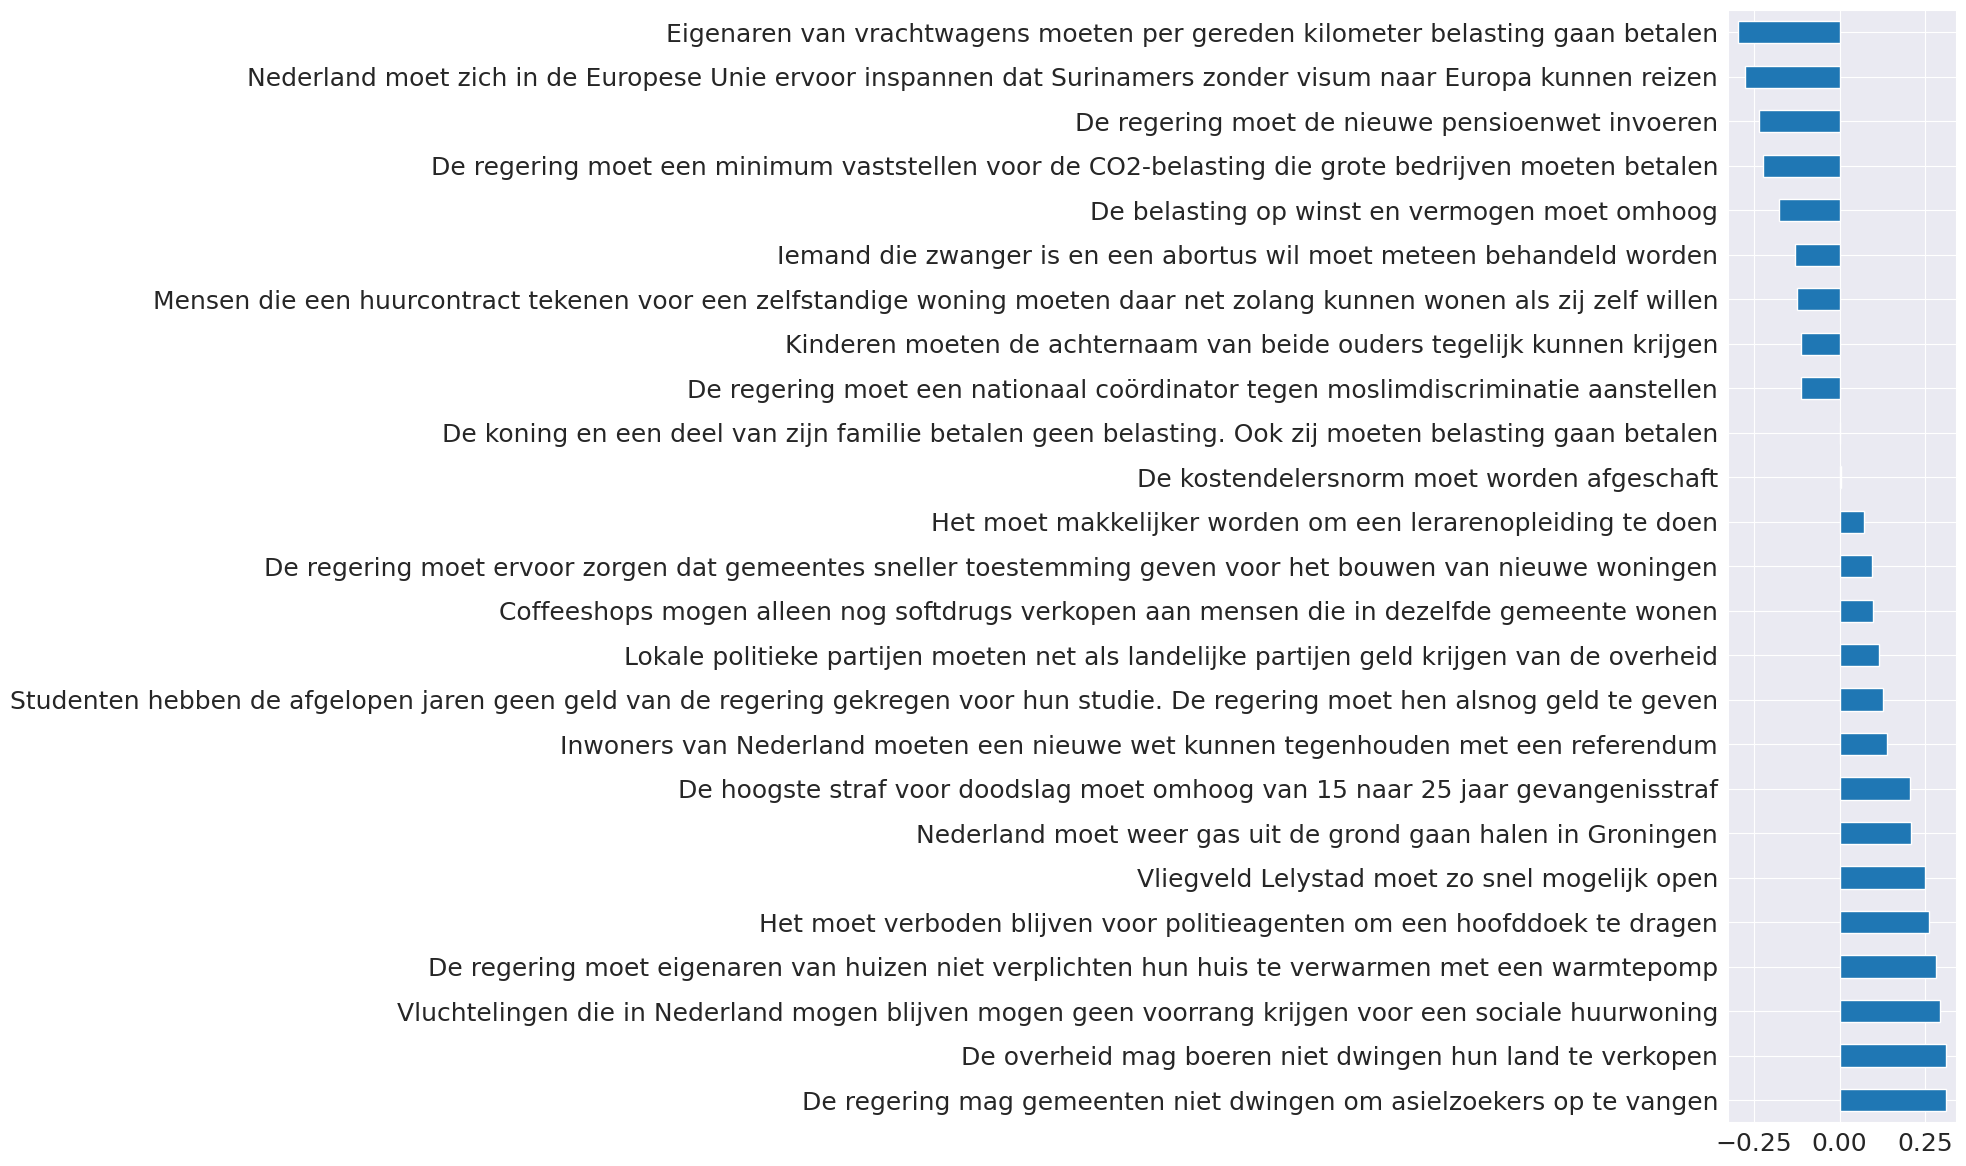 Eigenaren van vrachtwagens moeten per gereden kilometer belasting gaan betalen
Nederland moet zich in de Europese Unie ervoor inspannen dat Surinamers zonder visum naar Europa kunnen reizen
De regering moet de nieuwe pensioenwet invoeren
De regering moet een minimum vaststellen voor de CO2-belasting die grote bedrijven moeten betalen
De belasting op winst en vermogen moet omhoog
Iemand die zwanger is en een abortus wil moet meteen behandeld worden
Mensen die een huurcontract tekenen voor een zelfstandige woning moeten daar net zolang kunnen wonen als zij zelf willen
Kinderen moeten de achternaam van beide ouders tegelijk kunnen krijgen
De regering moet een nationaal coördinator tegen moslimdiscriminatie aanstellen
De koning en een deel van zijn familie betalen geen belasting. Ook zij moeten belasting gaan betalen
De kostendelersnorm moet worden afgeschaft
Het moet makkelijker worden om een lerarenopleiding te doen
De regering moet ervoor zorgen dat gemeentes sneller toestemming geven voor het bouwen van nieuwe woningen
Coffeeshops mogen alleen nog softdrugs verkopen aan mensen die in dezelfde gemeente wonen
Lokale politieke partijen moeten net als landelijke partijen geld krijgen van de overheid
Studenten hebben de afgelopen jaren geen geld van de regering gekregen voor hun studie. De regering moet hen alsnog geld te geven
Inwoners van Nederland moeten een nieuwe wet kunnen tegenhouden met een referendum
De hoogste straf voor doodslag moet omhoog van 15 naar 25 jaar gevangenisstraf
Nederland moet weer gas uit de grond gaan halen in Groningen
Vliegveld Lelystad moet zo snel mogelijk open
Het moet verboden blijven voor politieagenten om een hoofddoek te dragen
De regering moet eigenaren van huizen niet verplichten hun huis te verwarmen met een warmtepomp
Vluchtelingen die in Nederland mogen blijven mogen geen voorrang krijgen voor een sociale huurwoning
De overheid mag boeren niet dwingen hun land te verkopen
De regering mag gemeenten niet dwingen om asielzoekers op te vangen
−0.25 0.00 0.25